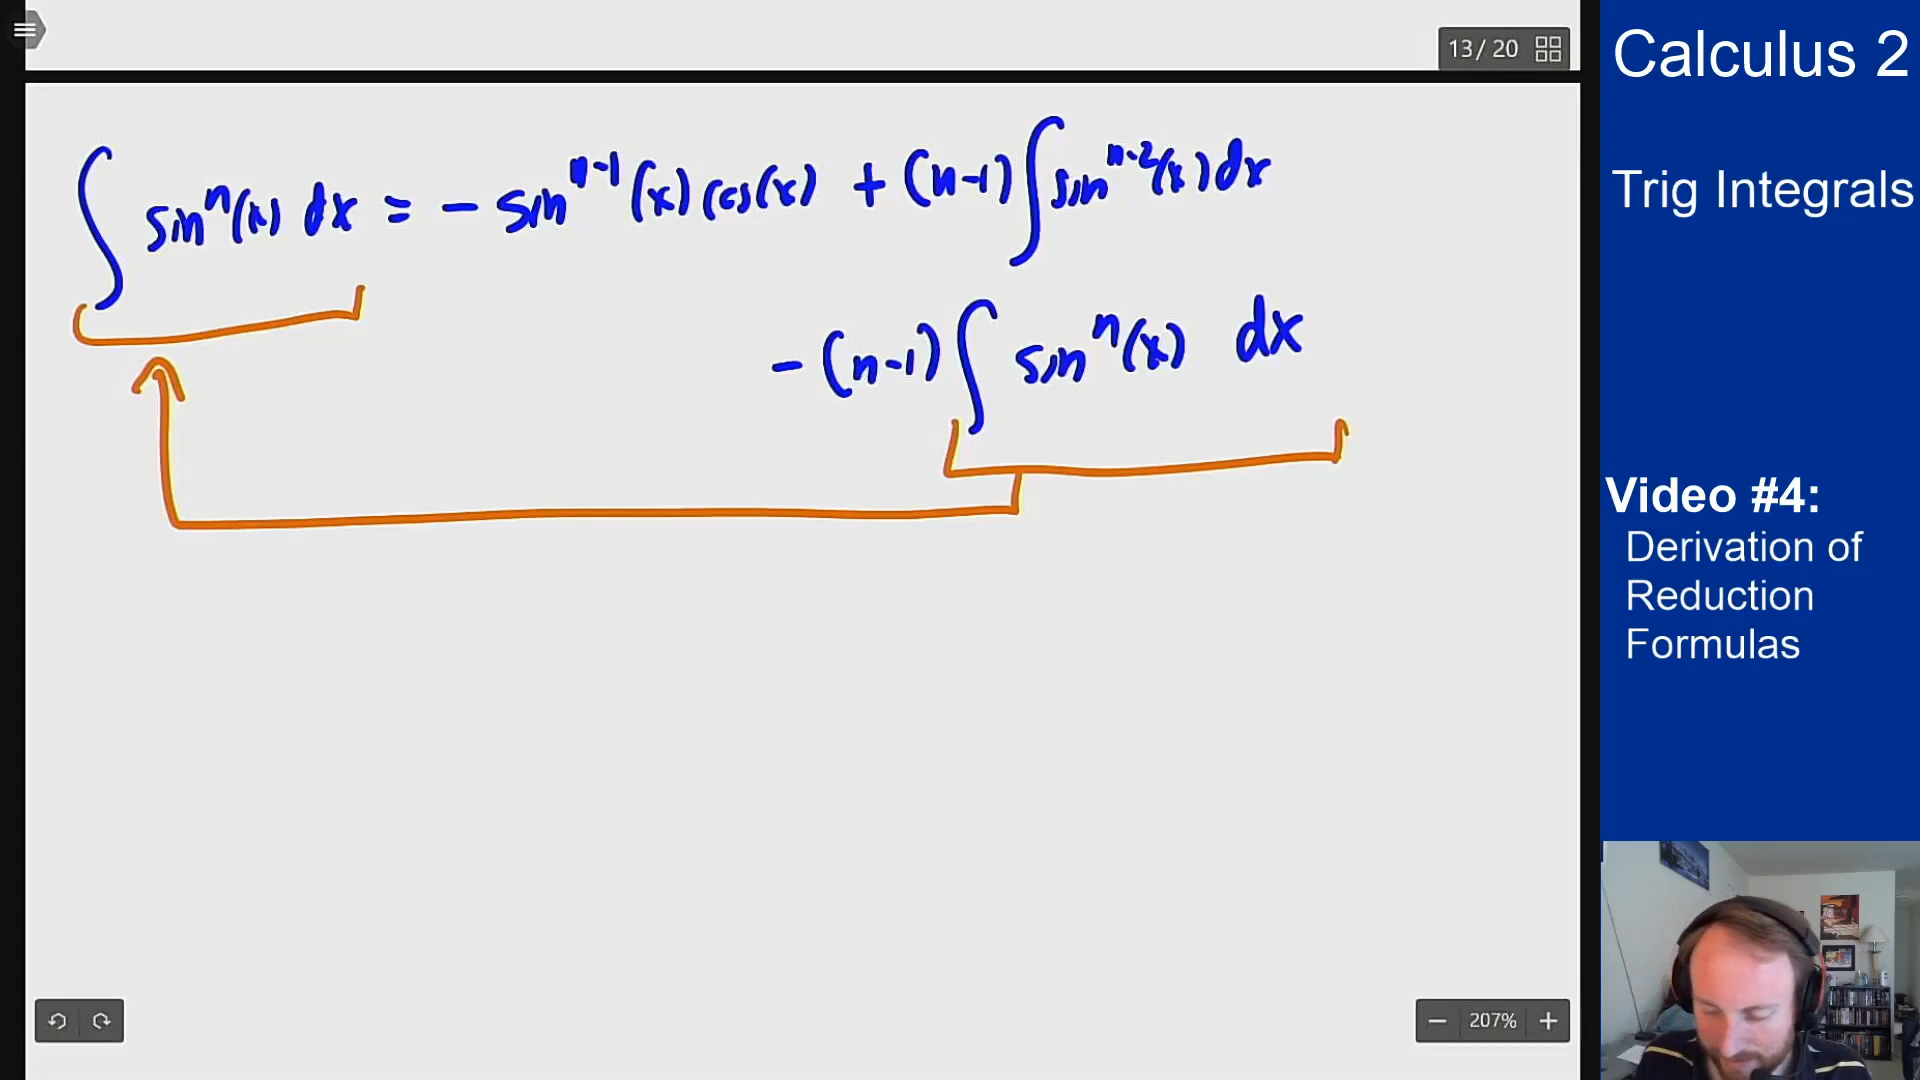 13 / 20
∫ sinⁿ(x) dx = - sinⁿ⁻¹(x) cos(x) + (n-1) ∫ sinⁿ⁻²(x) dx
- (n-1) ∫ sinⁿ(x) dx
207%
Calculus 2
Trig Integrals
Video #4:
Derivation of
Reduction
Formulas